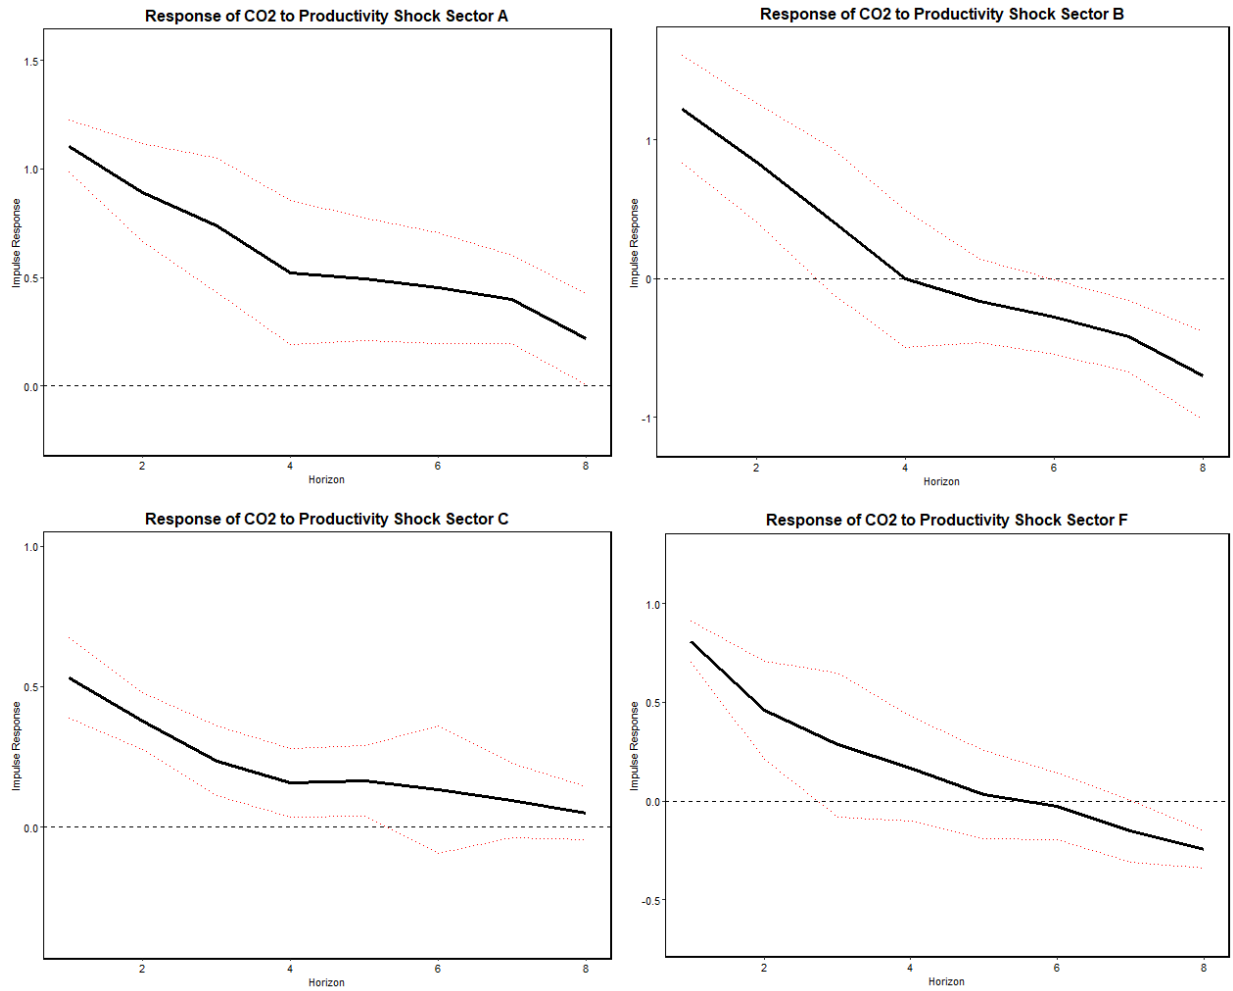 Response of CO2 to Productivity Shock Sector A
1.5
1.0
0.5
0.0
Impulse Response
2
4
6
8
Horizon
Response of CO2 to Productivity Shock Sector B
1
0
-1
Impulse Response
2
4
6
8
Horizon
Response of CO2 to Productivity Shock Sector C
1.0
0.5
0.0
Impulse Response
2
4
6
8
Horizon
Response of CO2 to Productivity Shock Sector F
1.0
0.5
0.0
-0.5
Impulse Response
2
4
6
8
Horizon